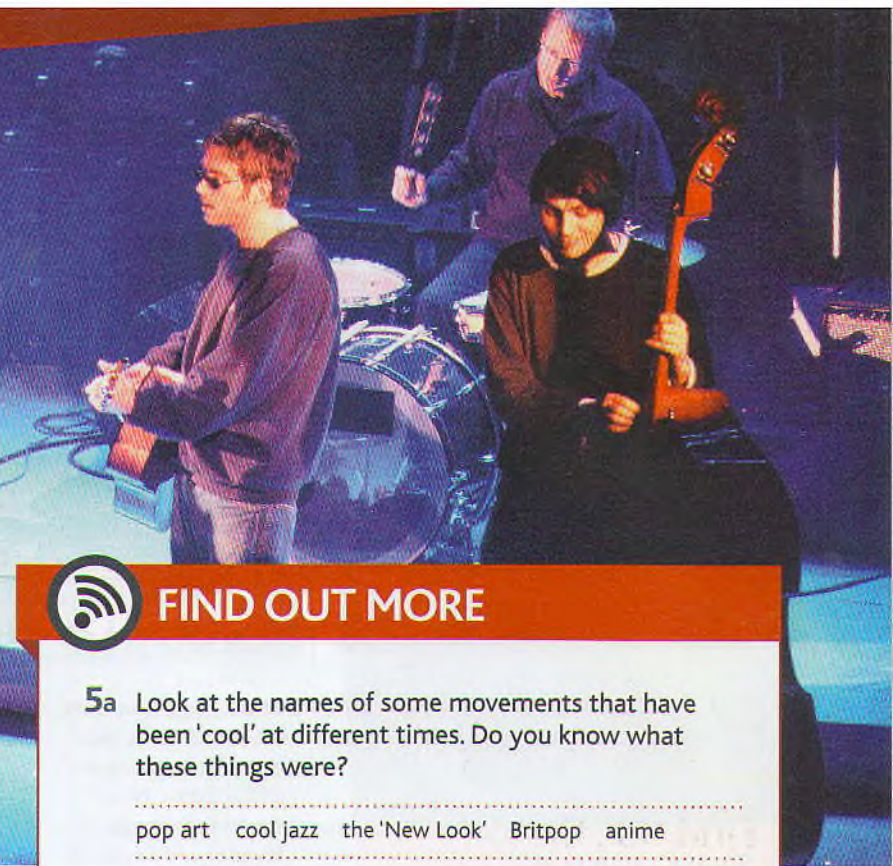 FIND OUT MORE
5a Look at the names of some movements that have
been 'cool' at different times. Do you know what
these things were?
pop art cool jazz the 'New Look' Britpop anime